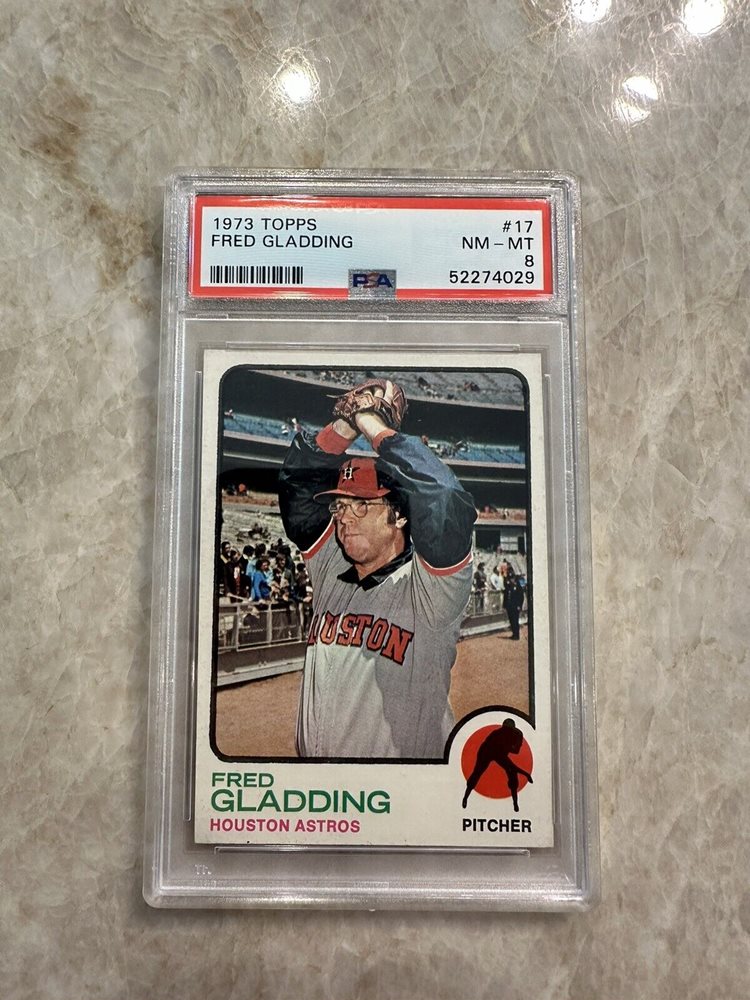 1973 TOPPS #17
FRED GLADDING NM - MT
8
PSA 52274029
H
HOUSTON
FRED
GLADDING
HOUSTON ASTROS PITCHER